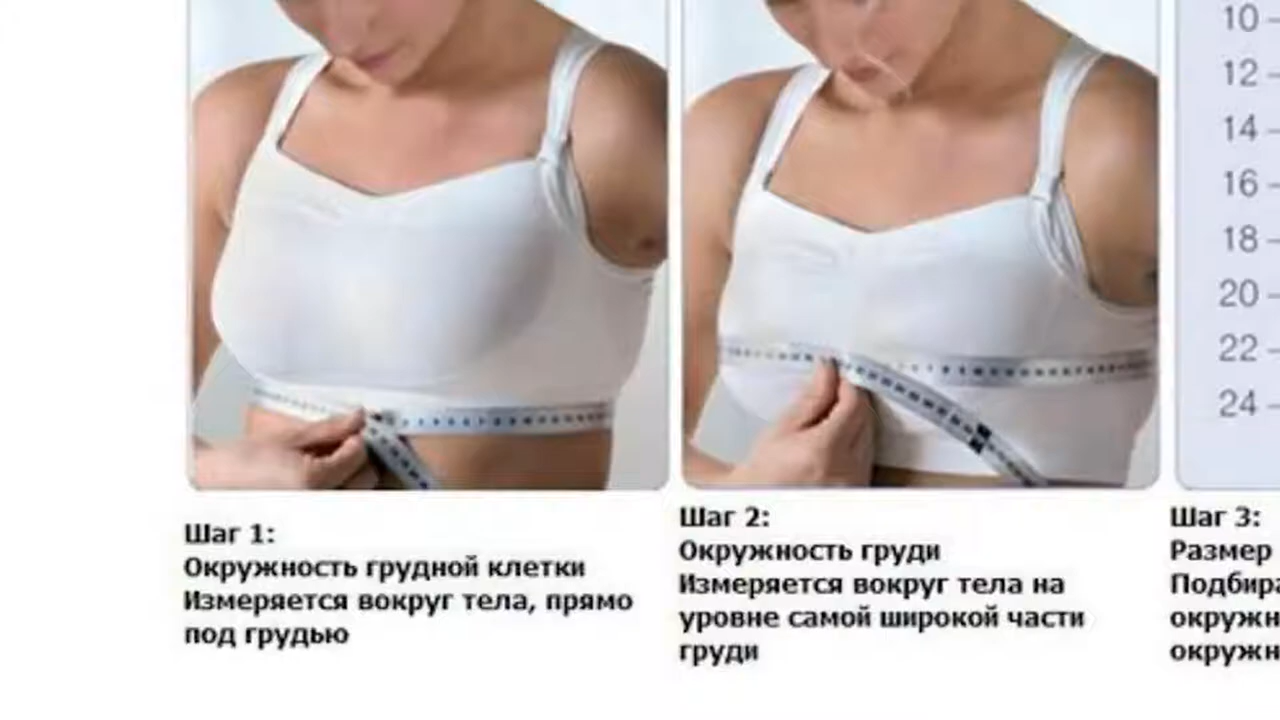 10
12
14
16
18
20
22
24
Шаг 1:
Окружность грудной клетки
Измеряется вокруг тела, прямо
под грудью
Шаг 2:
Окружность груди
Измеряется вокруг тела на
уровне самой широкой части
груди
Шаг 3:
Размер